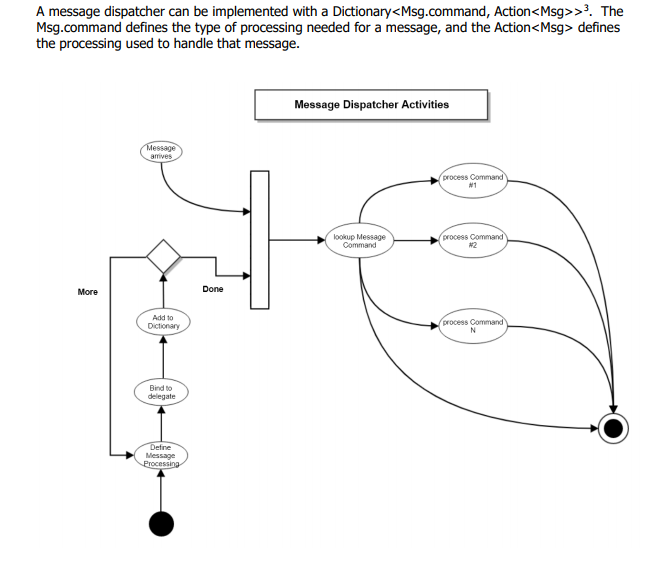 A message dispatcher can be implemented with a Dictionary<Msg.command, Action<Msg>>³. The
Msg.command defines the type of processing needed for a message, and the Action<Msg> defines
the processing used to handle that message.
Message Dispatcher Activities
Message
arrives
process Command
#1
lookup Message
Command
process Command
#2
More
Done
Add to
Dictionary
process Command
N
Bind to
delegate
Define
Message
Processing